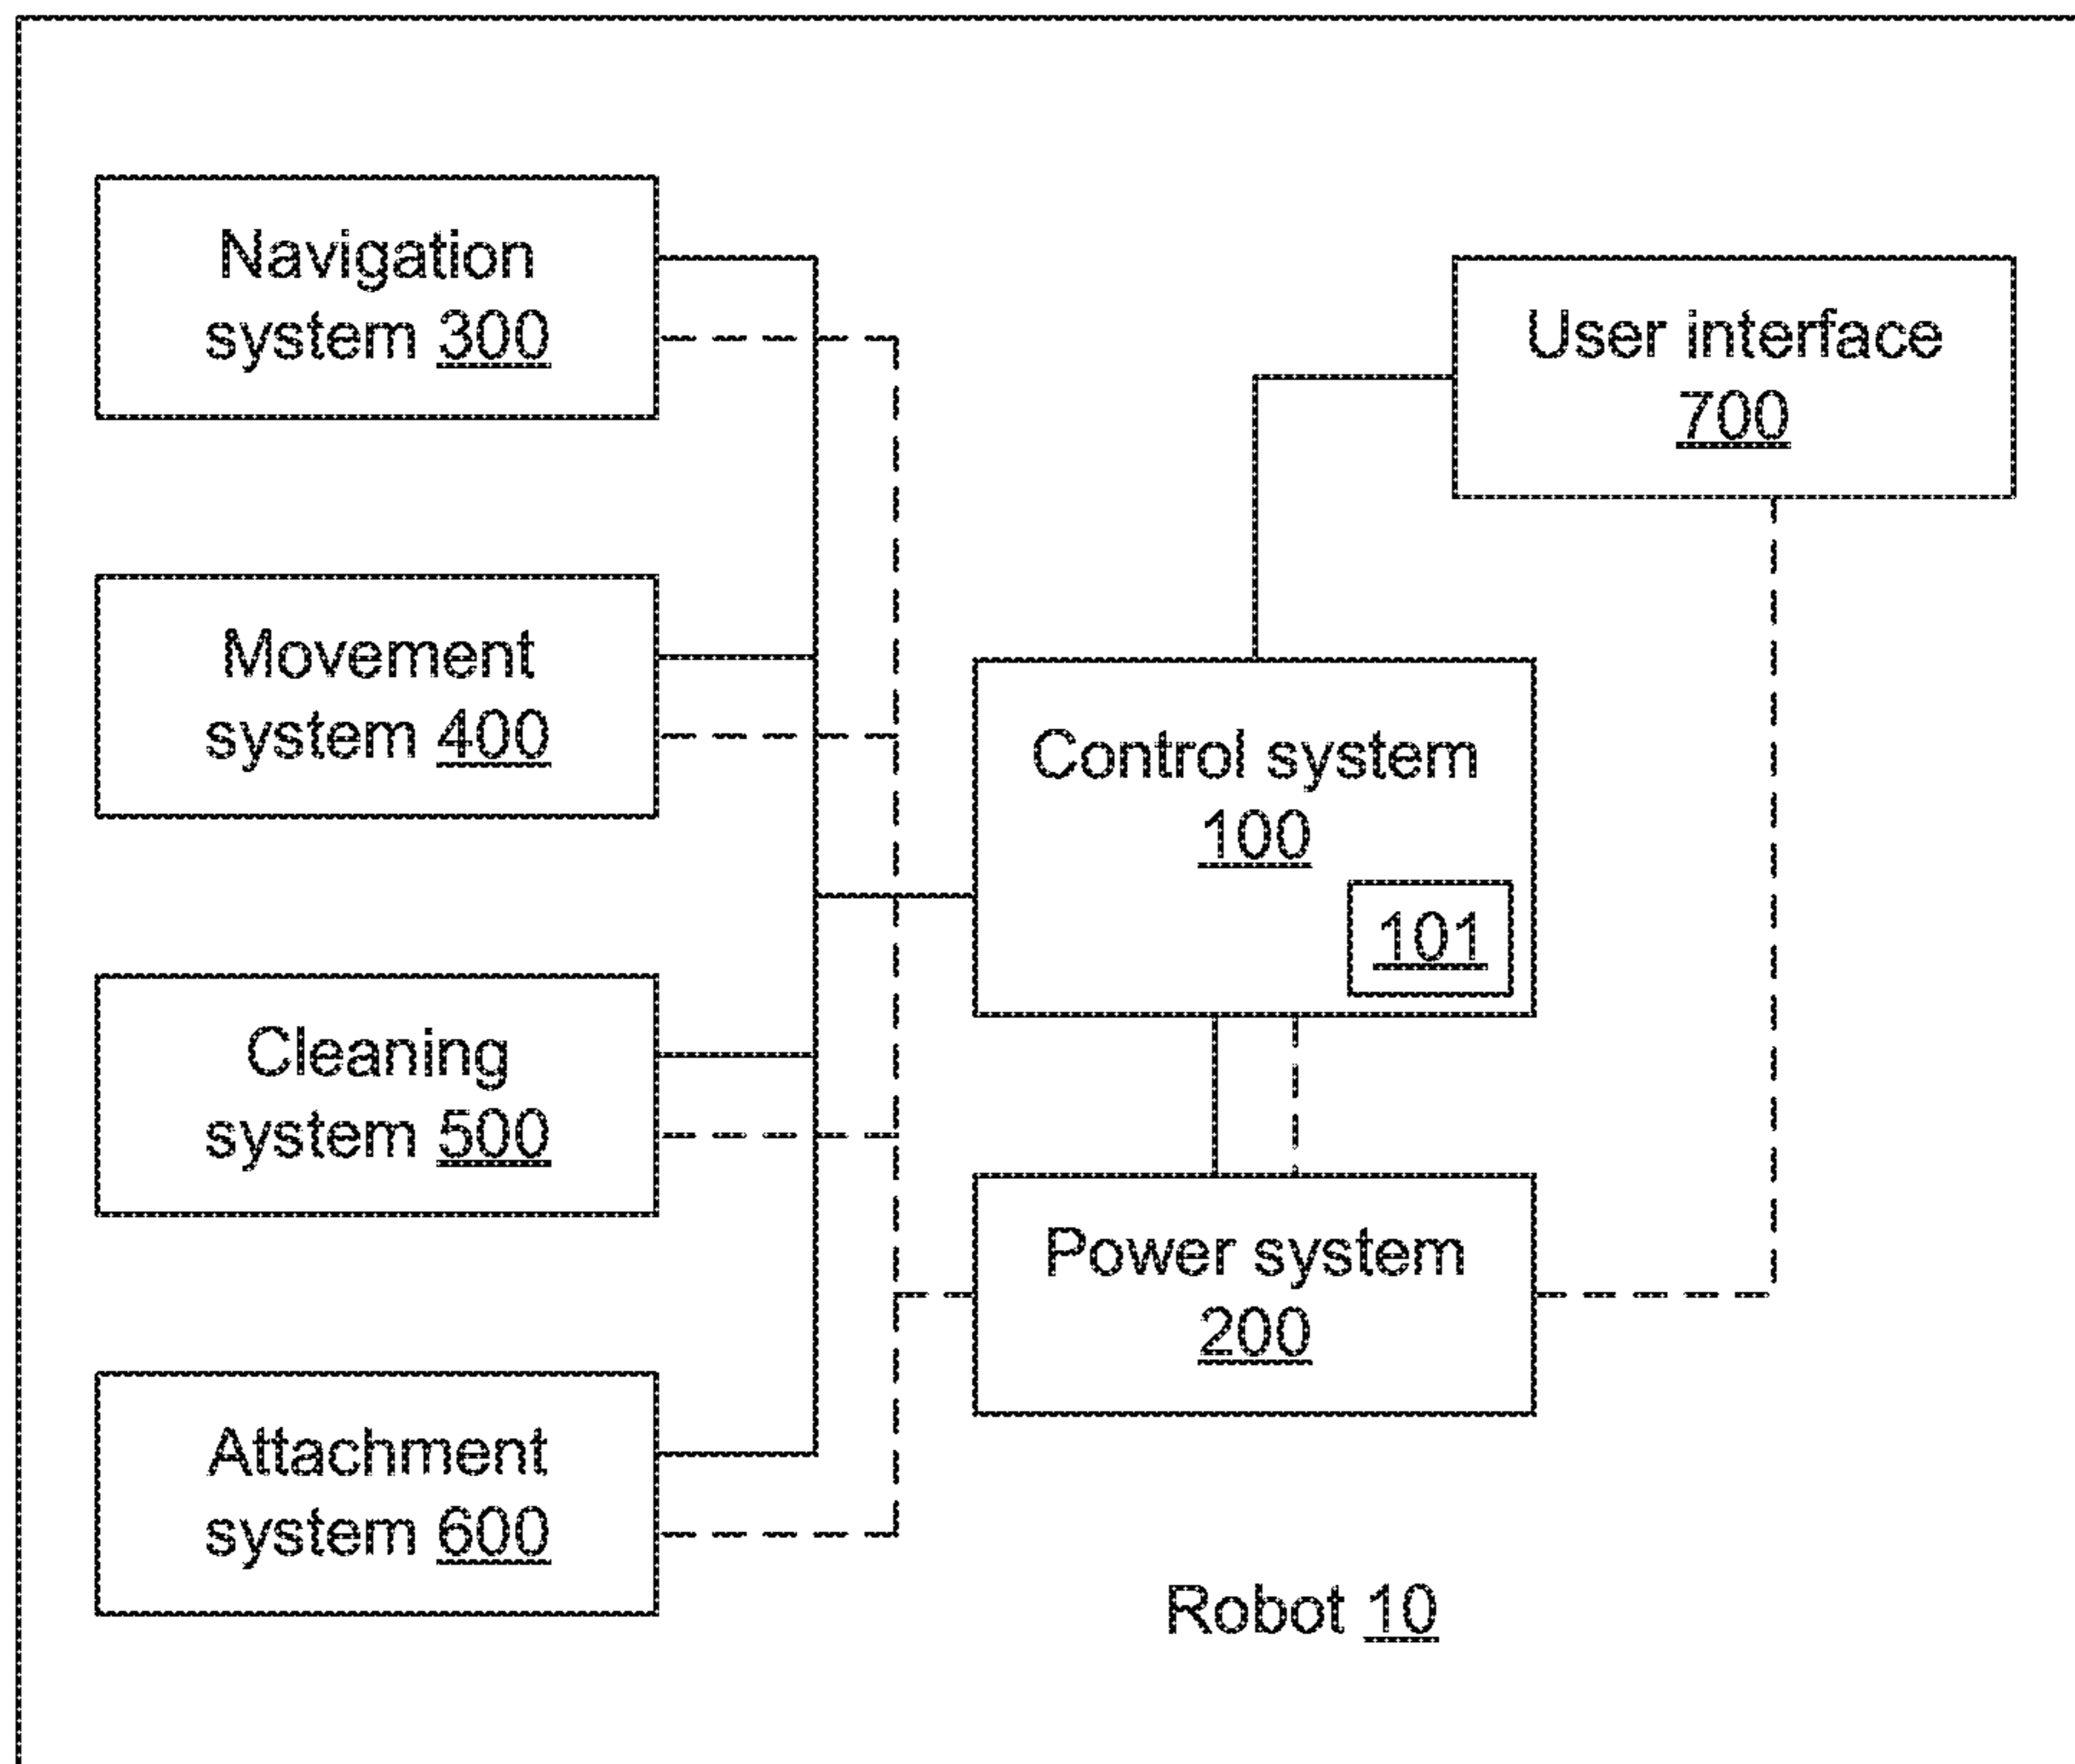 Navigation
system 300
User interface
700
Movement
system 400
Control system
100
101
Cleaning
system 500
Power system
200
Attachment
system 600
Robot 10